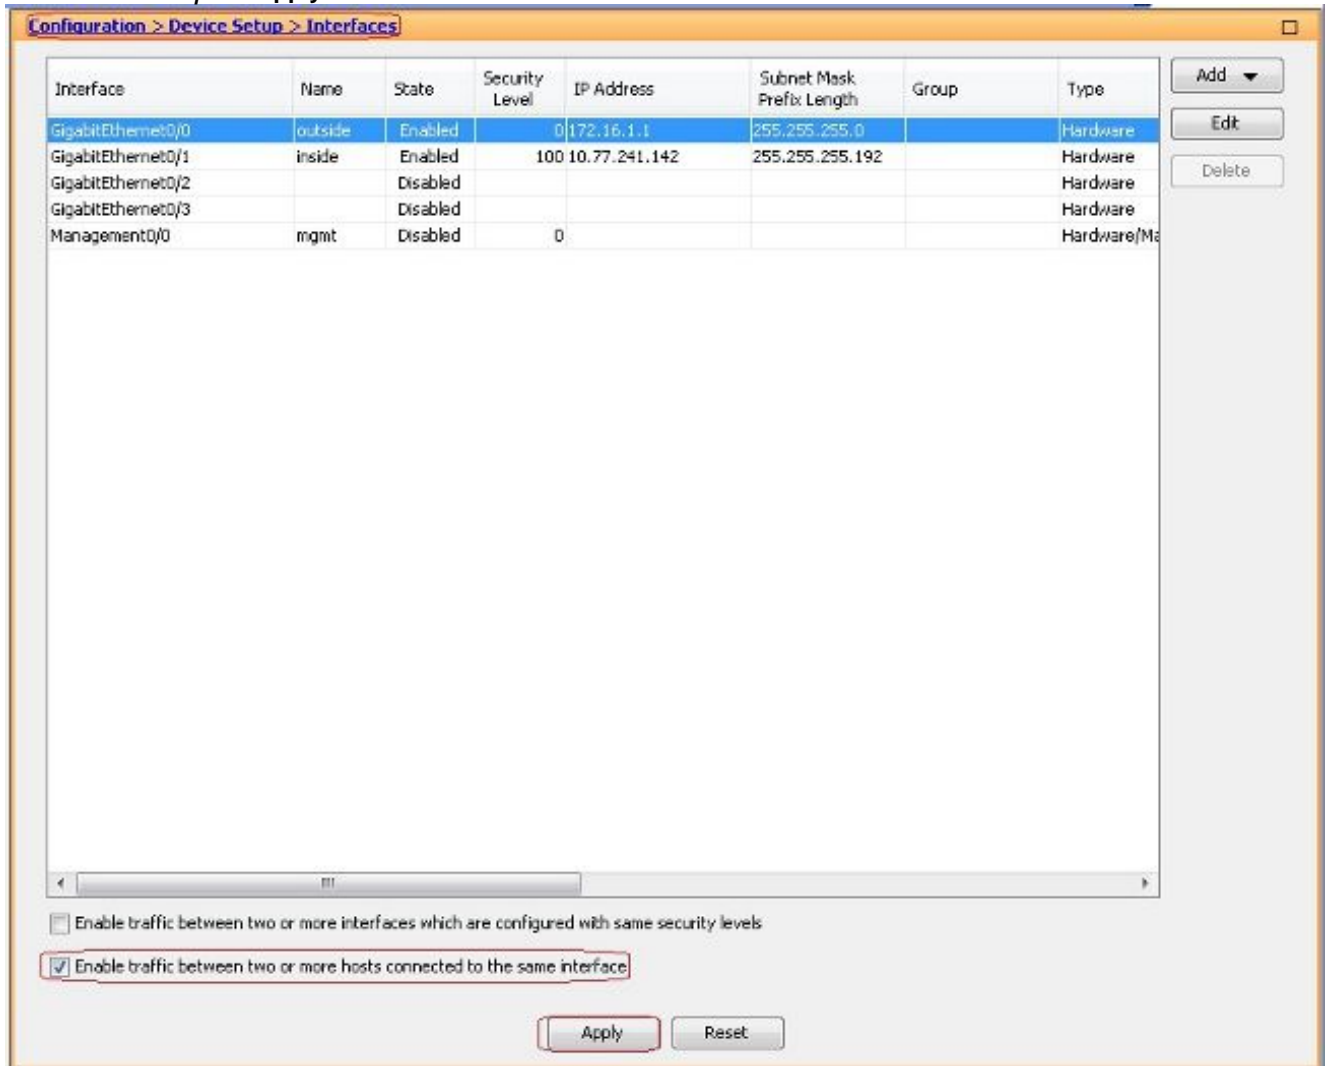 Configuration > Device Setup > Interfaces
Interface Name State Security Level IP Address Subnet Mask Prefix Length Group Type
GigabitEthernet0/0 outside Enabled 0 172.16.1.1 255.255.255.0 Hardware
GigabitEthernet0/1 inside Enabled 100 10.77.241.142 255.255.255.192 Hardware
GigabitEthernet0/2 Disabled Hardware
GigabitEthernet0/3 Disabled Hardware
Management0/0 mgmt Disabled 0 Hardware/Ma
Add
Edit
Delete
Enable traffic between two or more interfaces which are configured with same security levels
Enable traffic between two or more hosts connected to the same interface
Apply Reset